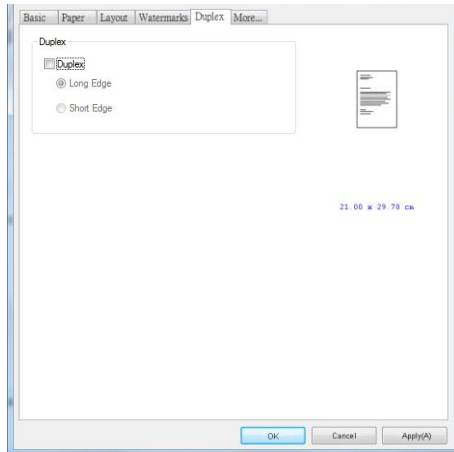 Basic Paper Layout Watermarks Duplex More...
Duplex
Duplex
Long Edge
Short Edge
21.00 x 29.70 cm
OK Cancel Apply(A)